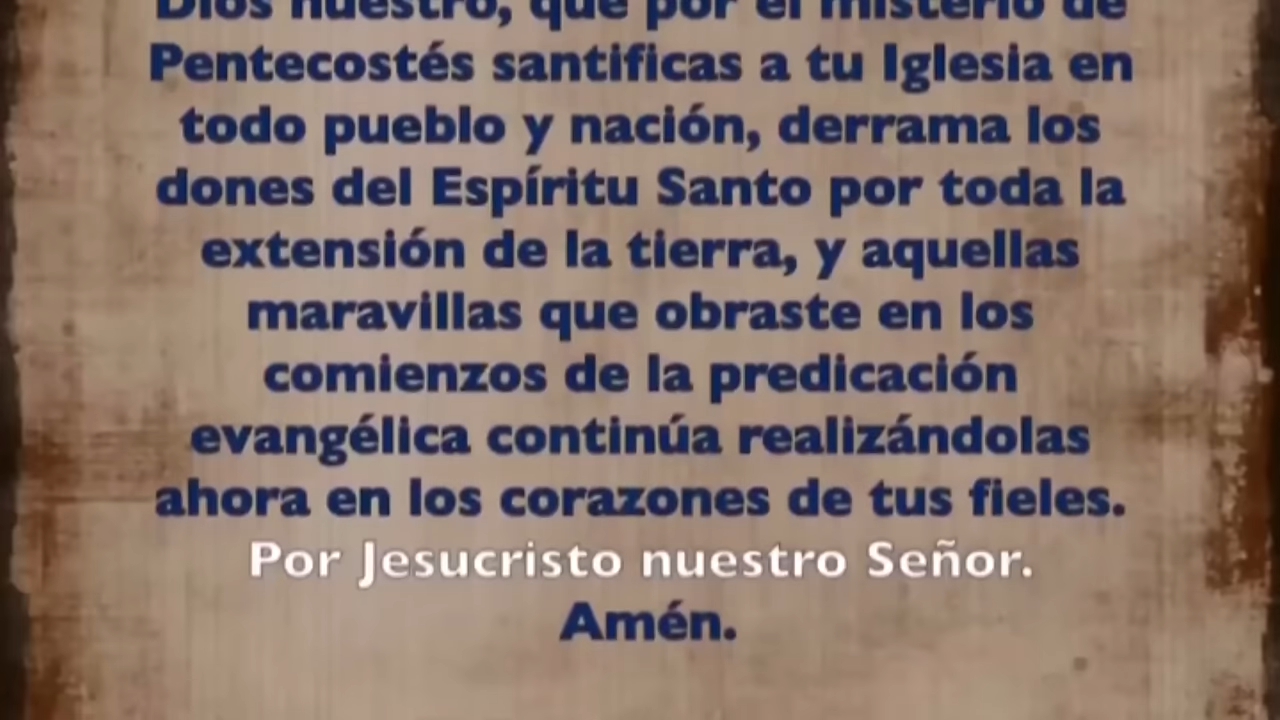 Dios nuestro, que por el misterio de
Pentecostés santificas a tu Iglesia en
todo pueblo y nación, derrama los
dones del Espíritu Santo por toda la
extensión de la tierra, y aquellas
maravillas que obraste en los
comienzos de la predicación
evangélica continúa realizándolas
ahora en los corazones de tus fieles.
Por Jesucristo nuestro Señor.
Amén.